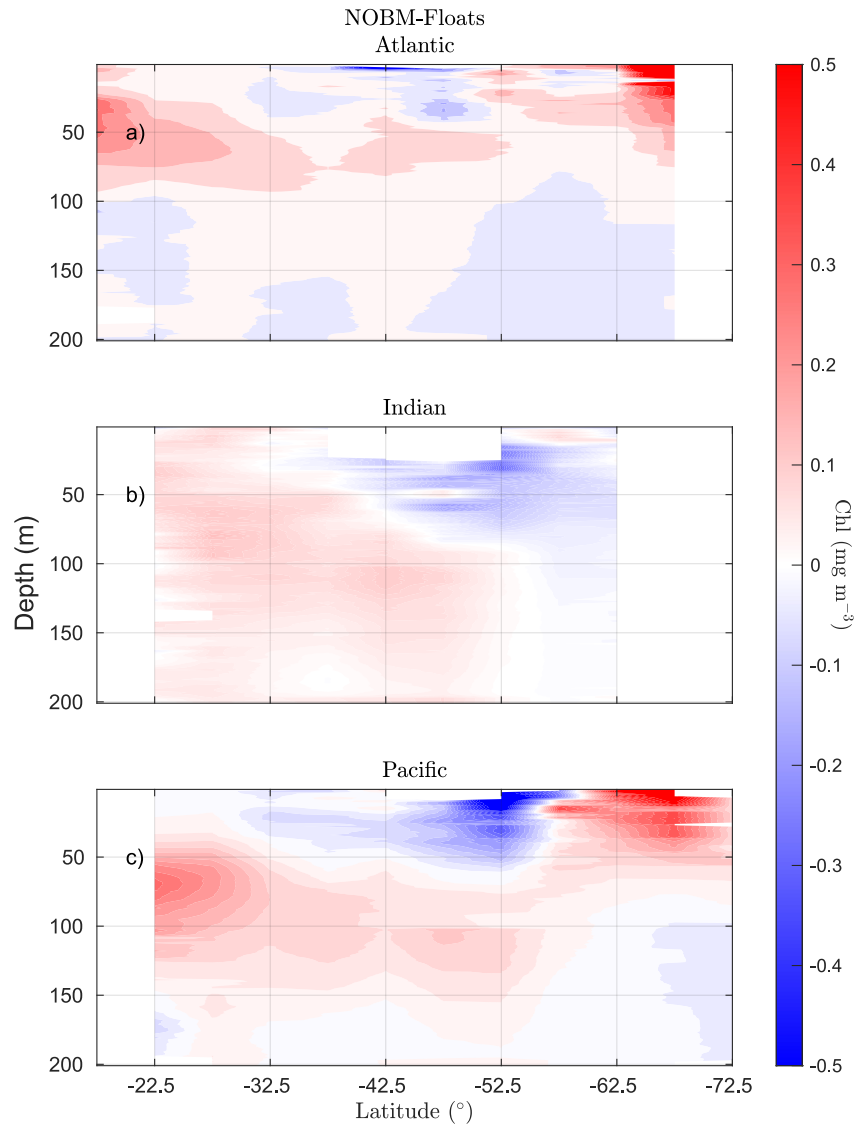 NOBM-Floats
Atlantic
a)
50
100
150
200
Indian
b)
50
100
150
200
Depth (m)
Pacific
c)
50
100
150
200
-22.5 -32.5 -42.5 -52.5 -62.5 -72.5
Latitude (°)
0.5
0.4
0.3
0.2
0.1
0
-0.1
-0.2
-0.3
-0.4
-0.5
Chl (mg m⁻³)